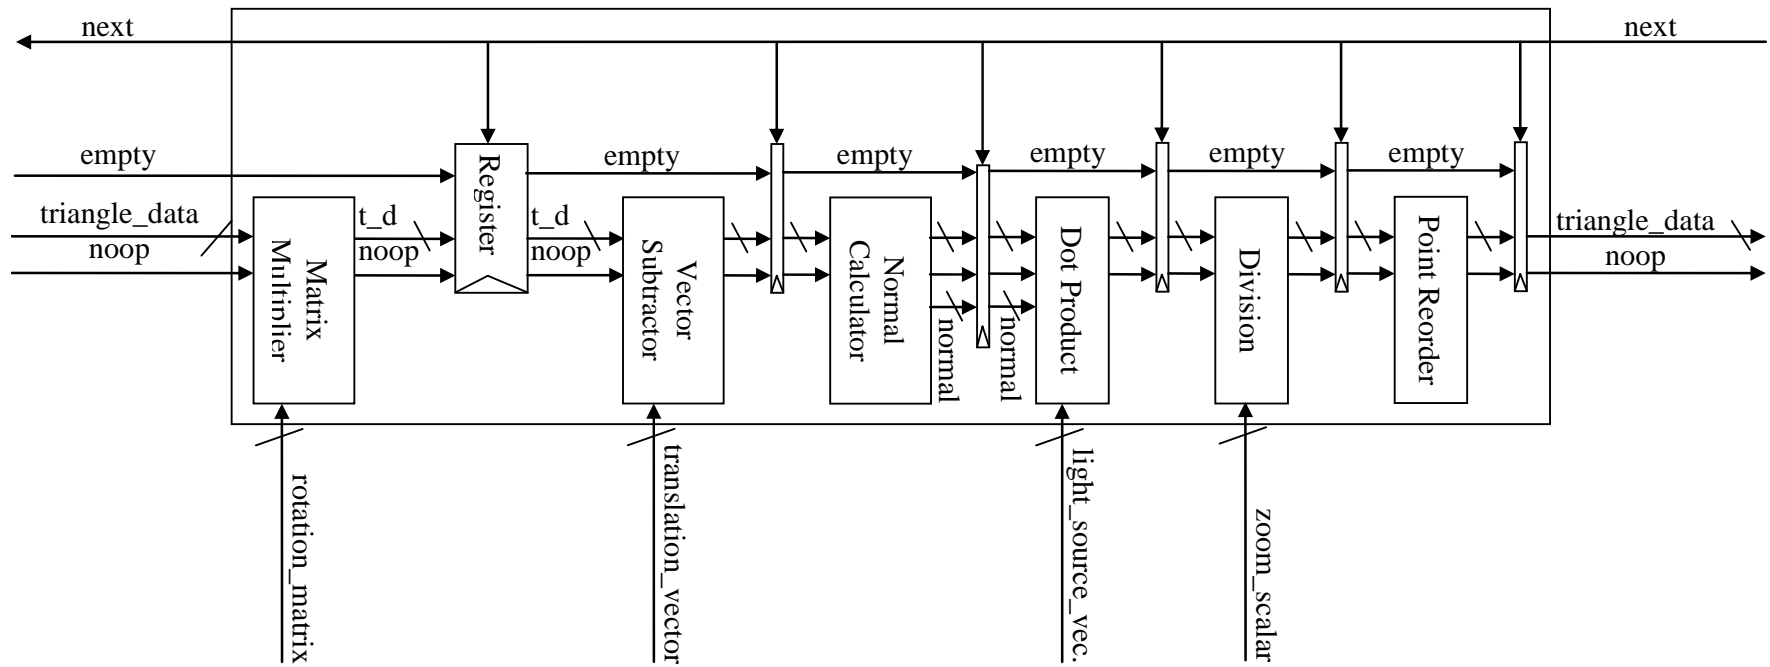 next
next
empty
Register
empty
empty
empty
empty
empty
triangle_data
noop
Matrix
Multiplier
t_d
noop
t_d
noop
Vector
Subtractor
Normal
Calculator
normal
normal
Dot Product
Division
Point Reorder
triangle_data
noop
rotation_matrix
translation_vector
light_source_vec.
zoom_scalar